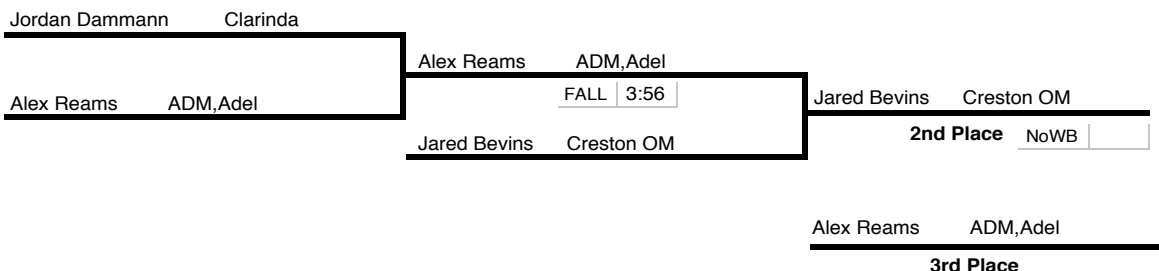 Jordan Dammann Clarinda
Alex Reams ADM,Adel
Alex Reams ADM,Adel
FALL 3:56
Jared Bevins Creston OM
Jared Bevins Creston OM
2nd Place NoWB
Alex Reams ADM,Adel
3rd Place